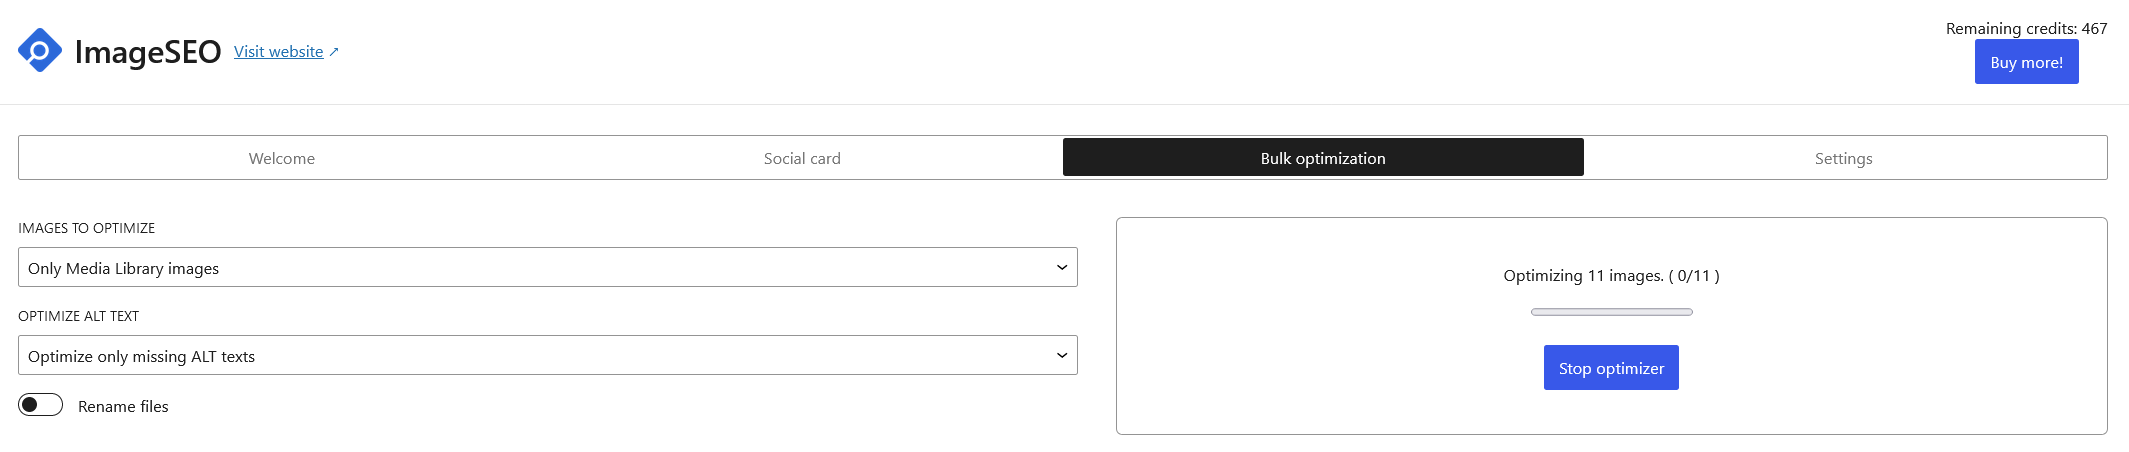 ImageSEO Visit website ↗
Remaining credits: 467
Buy more!
Welcome
Social card
Bulk optimization
Settings
IMAGES TO OPTIMIZE
Only Media Library images
OPTIMIZE ALT TEXT
Optimize only missing ALT texts
Rename files
Optimizing 11 images. ( 0/11 )
Stop optimizer